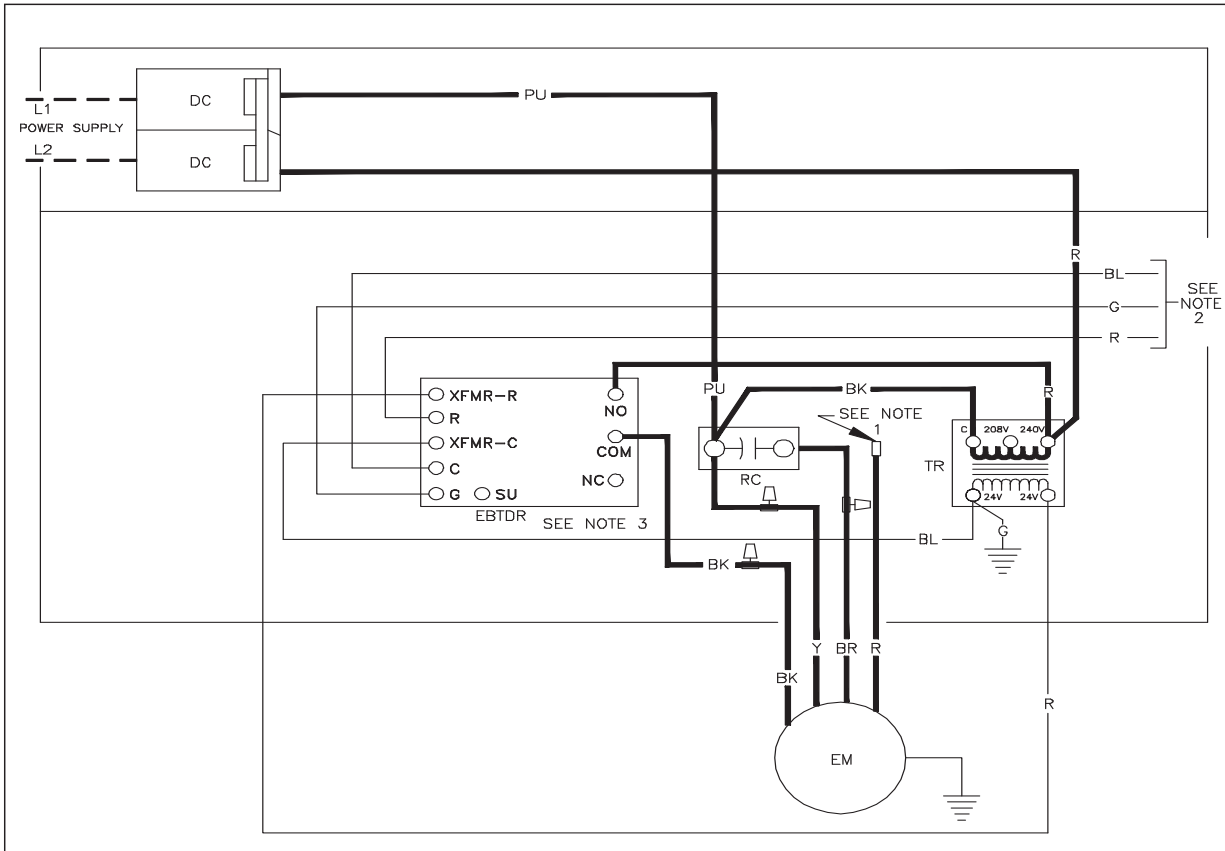 DC
PU
L1
POWER SUPPLY
L2
DC
R
BL
G
R
SEE
NOTE
2
XFMR-R
R
XFMR-C
C
G
SU
NO
COM
NC
EBTDR
SEE NOTE 3
PU
BK
R
SEE NOTE
1
RC
C 208V 240V
TR
24V 24V
G
BL
BK
BK
Y
BR
R
R
EM